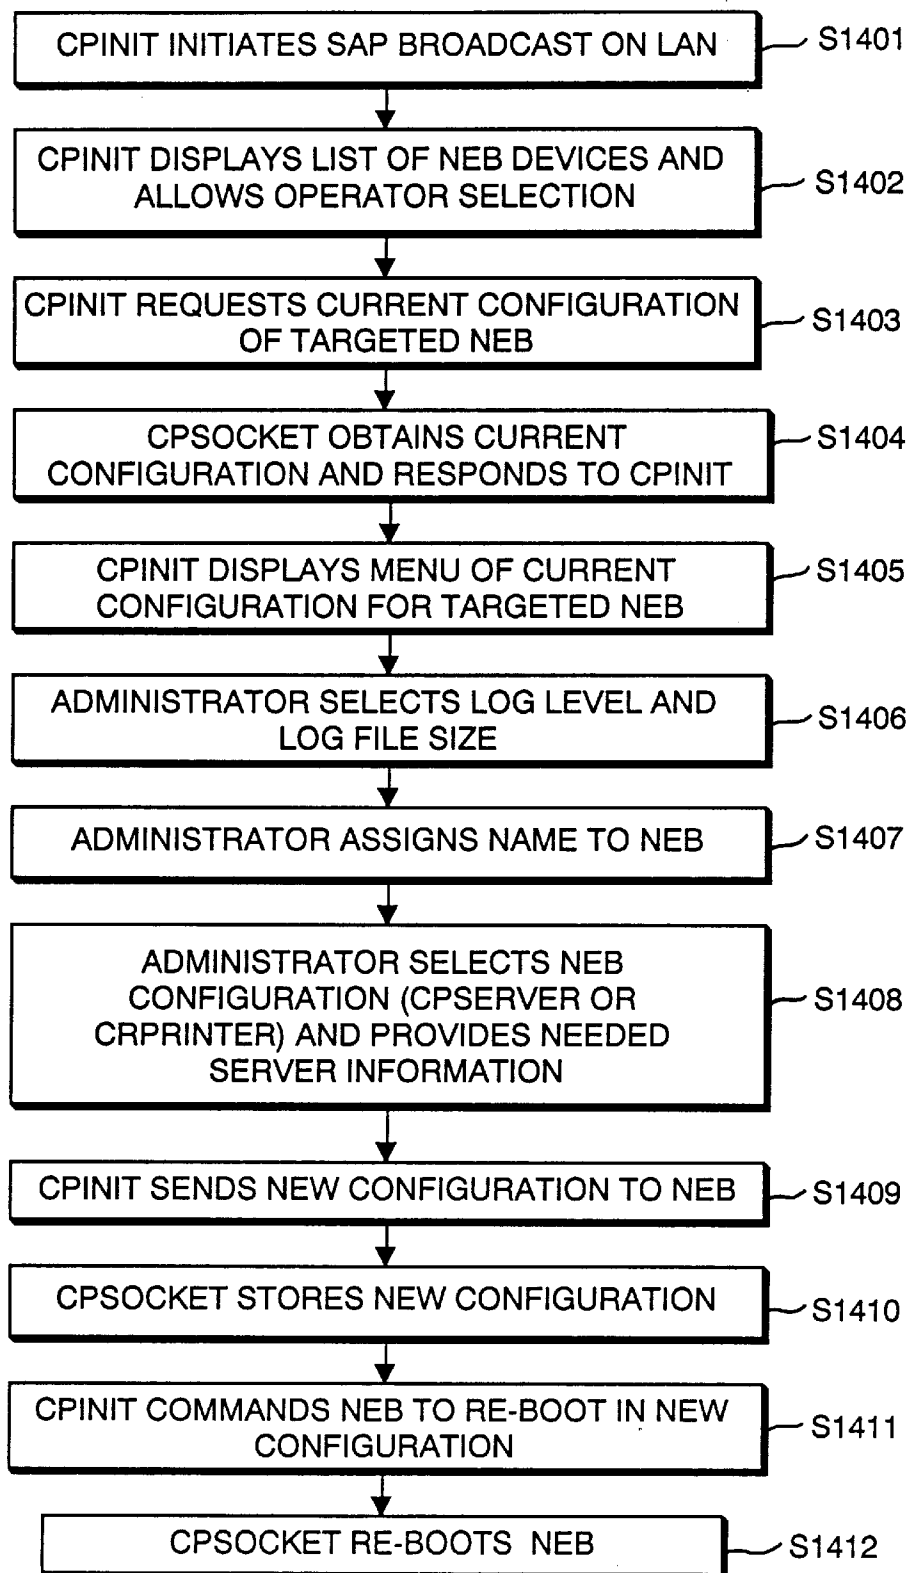 CPINIT INITIATES SAP BROADCAST ON LAN
S1401
CPINIT DISPLAYS LIST OF NEB DEVICES AND
ALLOWS OPERATOR SELECTION
S1402
CPINIT REQUESTS CURRENT CONFIGURATION
OF TARGETED NEB
S1403
CPSOCKET OBTAINS CURRENT
CONFIGURATION AND RESPONDS TO CPINIT
S1404
CPINIT DISPLAYS MENU OF CURRENT
CONFIGURATION FOR TARGETED NEB
S1405
ADMINISTRATOR SELECTS LOG LEVEL AND
LOG FILE SIZE
S1406
ADMINISTRATOR ASSIGNS NAME TO NEB
S1407
ADMINISTRATOR SELECTS NEB
CONFIGURATION (CPSERVER OR
CRPRINTER) AND PROVIDES NEEDED
SERVER INFORMATION
S1408
CPINIT SENDS NEW CONFIGURATION TO NEB
S1409
CPSOCKET STORES NEW CONFIGURATION
S1410
CPINIT COMMANDS NEB TO RE-BOOT IN NEW
CONFIGURATION
S1411
CPSOCKET RE-BOOTS NEB
S1412